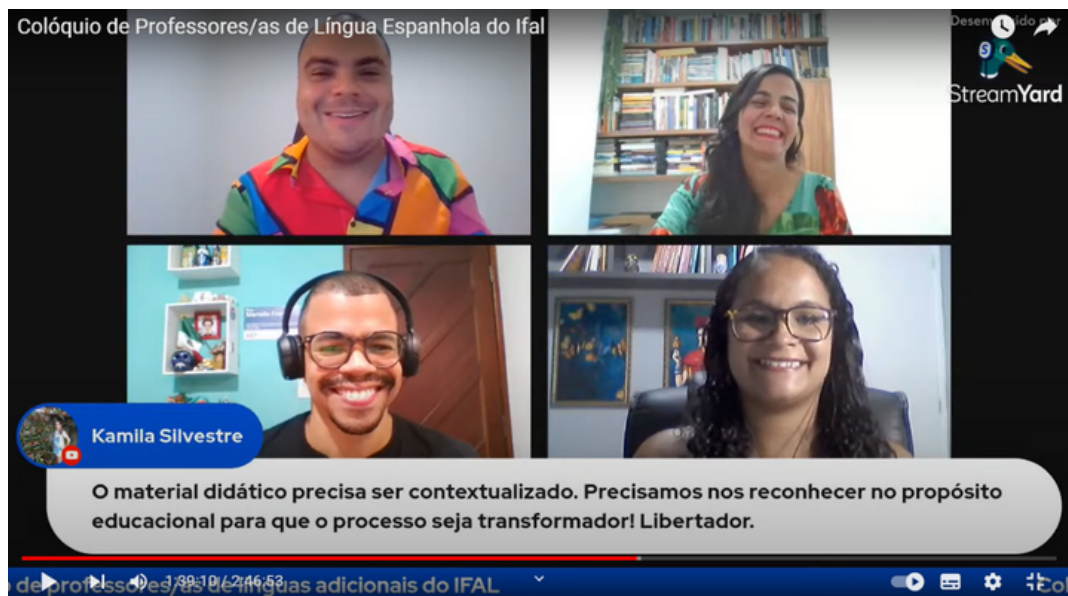 Colóquio de Professores/as de Língua Espanhola do Ifal
Desenvolvido por
StreamYard
Kamila Silvestre
O material didático precisa ser contextualizado. Precisamos nos reconhecer no propósito
educacional para que o processo seja transformador! Libertador.
1:39:10 / 2:46:53
de professores/as de línguas adicionais do IFAL